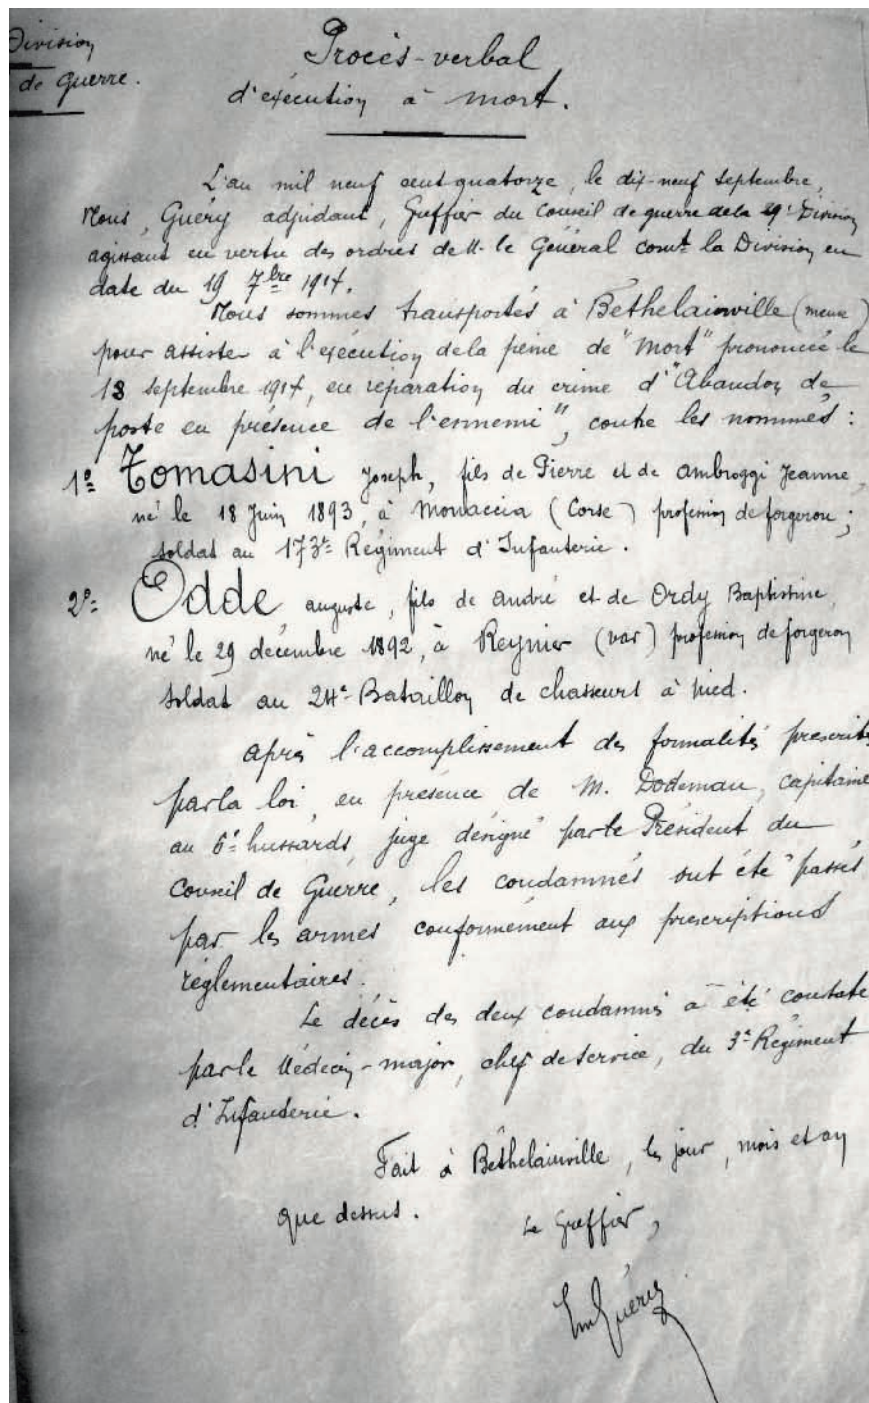 Division
de Guerre.
Procès-verbal
d'exécution à mort.
L'an mil neuf cent quatorze, le dix-neuf septembre,
Nous, Guéry adjudant, Greffier du Conseil de guerre de la 29e Division
agissant en vertu des ordres de M. le Général comt la Division en
date du 19 7bre 1914.
Nous sommes transportés à Béthelainville (meuse)
pour assister à l'exécution de la peine de "Mort" prononcée le
18 septembre 1914, en réparation du crime d'"Abandon de
poste en présence de l'ennemi", contre les nommés :
1º= Tomasini Joseph, fils de Pierre et de Ambroggi Jeanne,
né le 18 Juin 1893, à Monaccia (Corse) profession de forgeron ;
soldat au 173e Régiment d'Infanterie.
2º= Odde, auguste, fils de andré et de Ordy Baptistine,
né le 29 décembre 1892, à Reynier (var) profession de forgeron
soldat au 24e Bataillon de chasseurs à pied.
après l'accomplissement des formalités prescrites
par la loi, en présence de M. Dodeman, capitaine
au 6e hussards, juge désigné par le Président du
Conseil de Guerre, les condamnés ont été passés
par les armes conformément aux prescriptions
réglementaires.
Le décès des deux condamnés a été constaté
par le Médecin-major, chef de service, du 3e Régiment
d'Infanterie.
Fait à Béthelainville, les jour, mois et an
que dessus.
Le Greffier,
Em Guéry